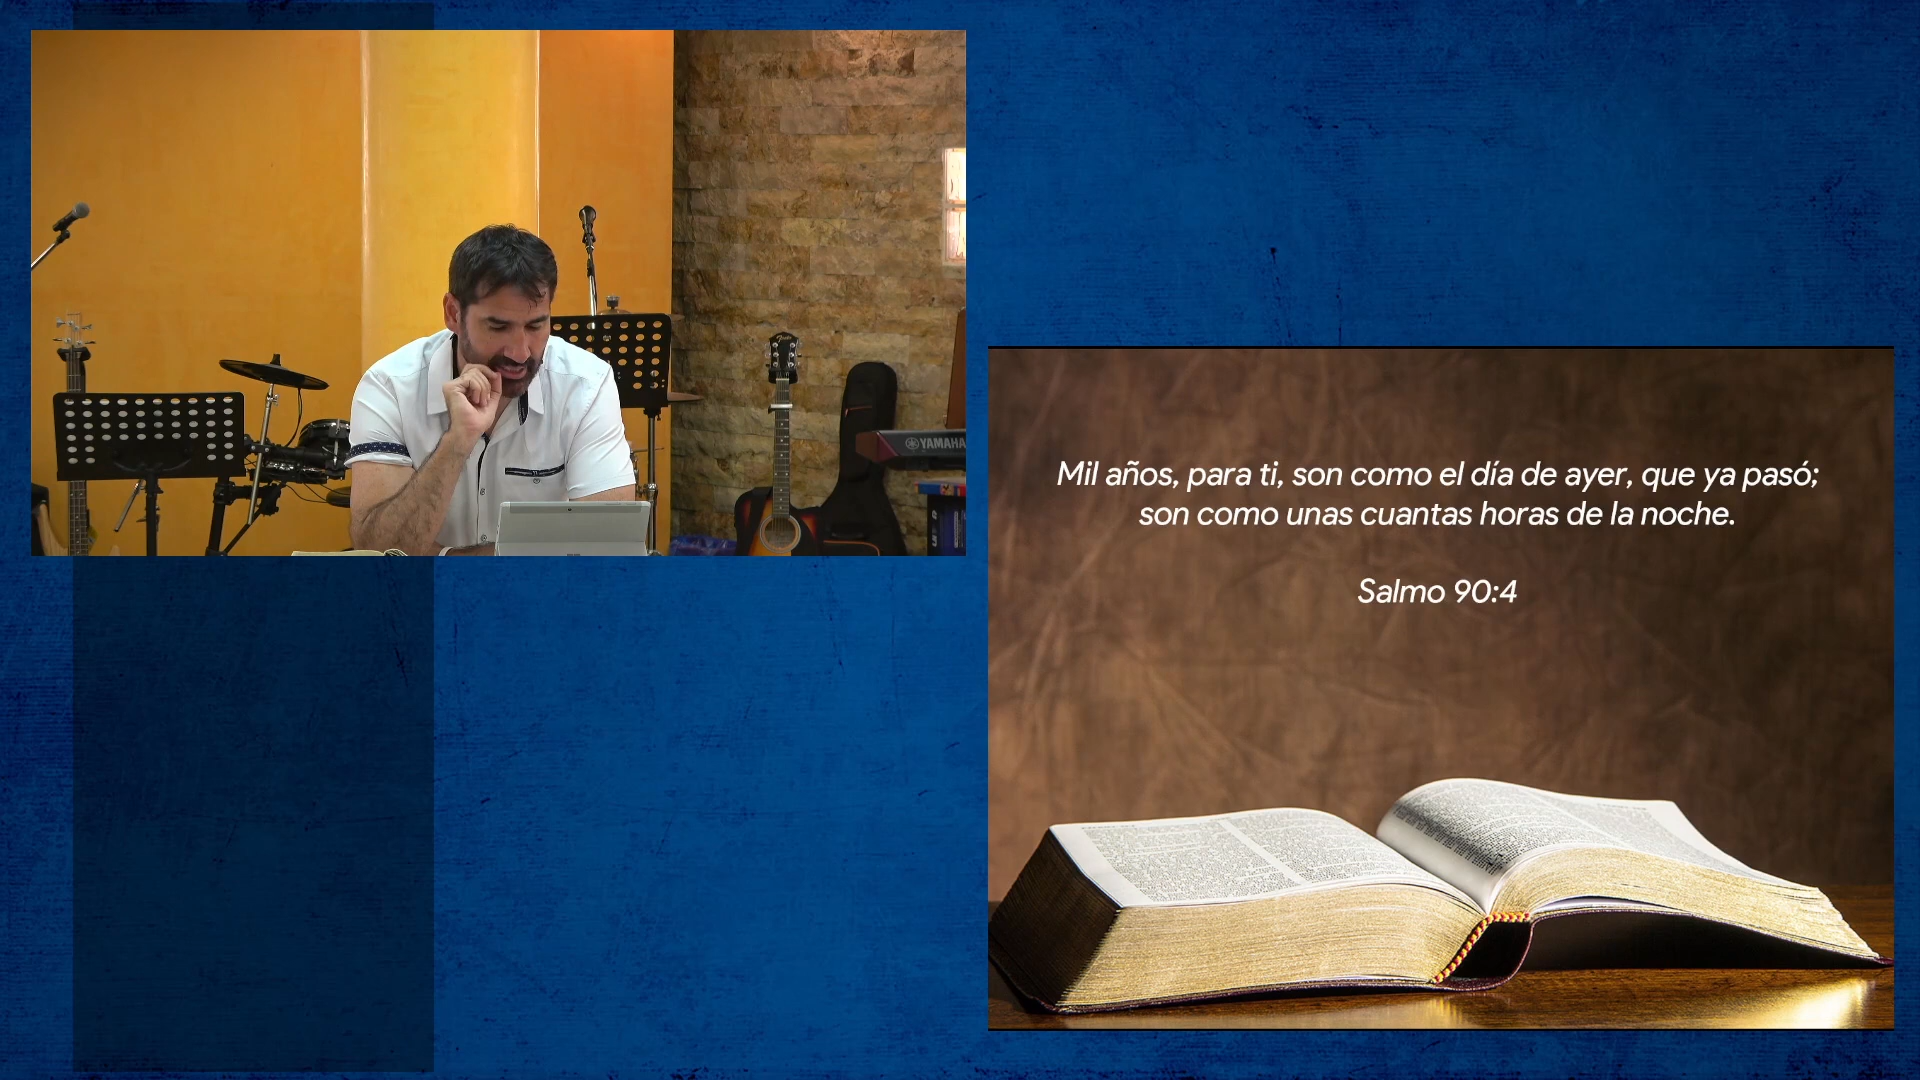 YAMAHA
Fender
Mil años, para ti, son como el día de ayer, que ya pasó;
son como unas cuantas horas de la noche.
Salmo 90:4